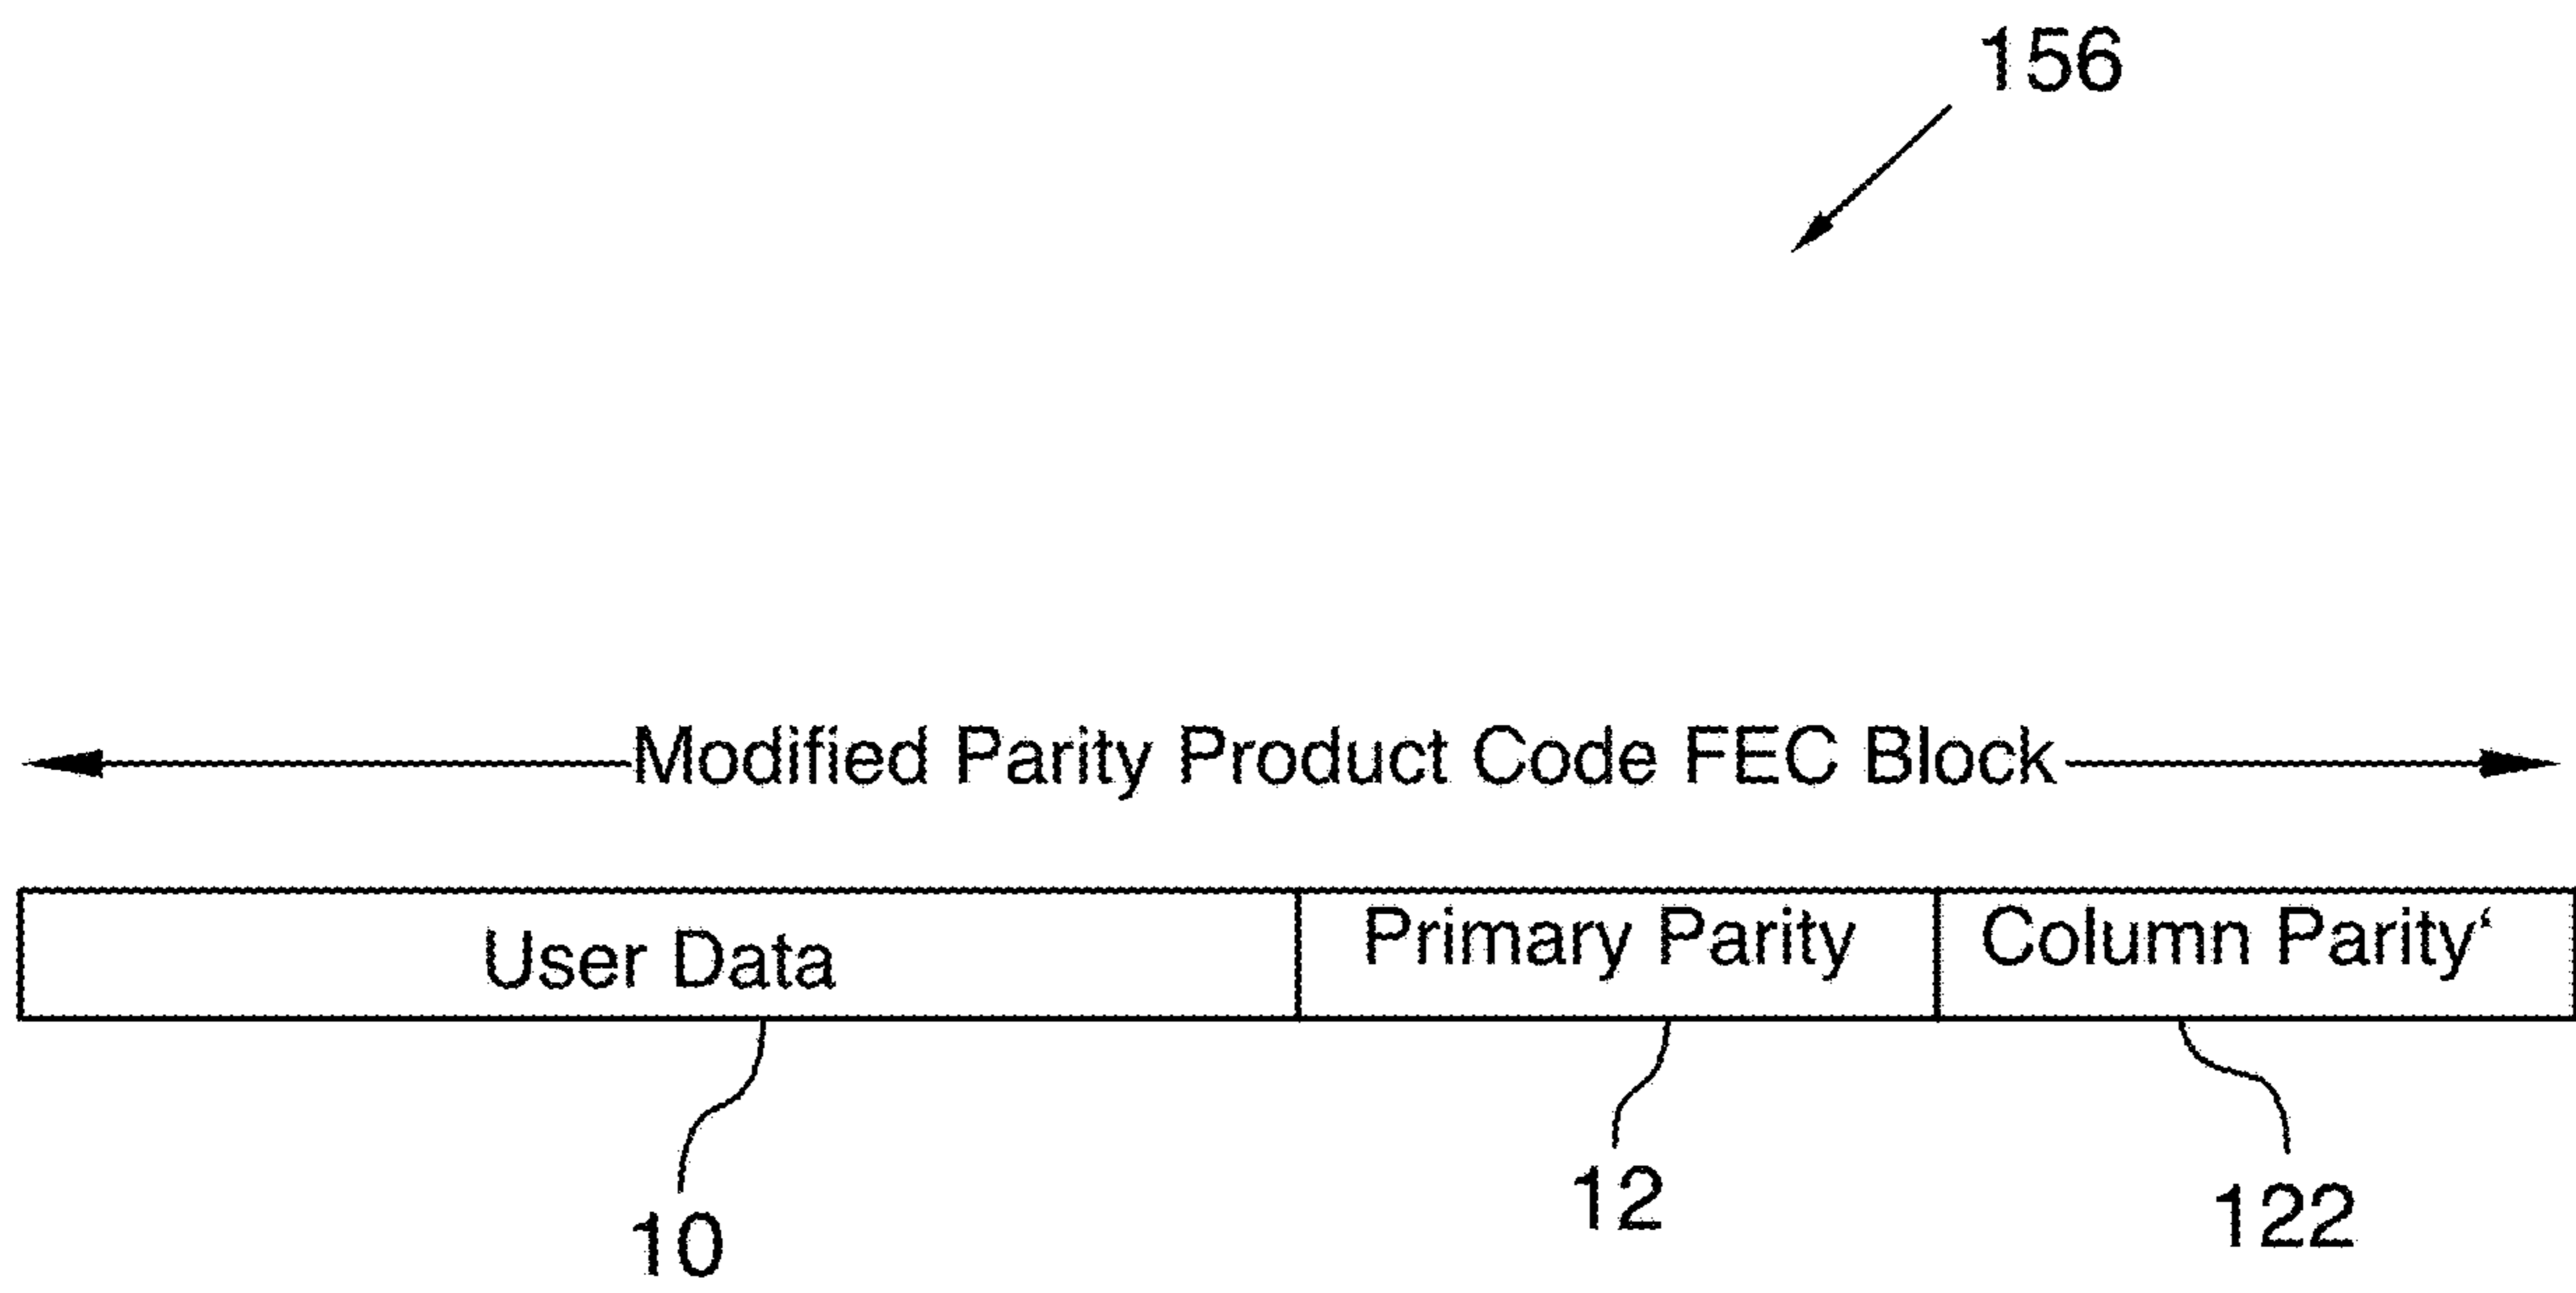 156
Modified Parity Product Code FEC Block
User Data
Primary Parity
Column Parity‘
10
12
122